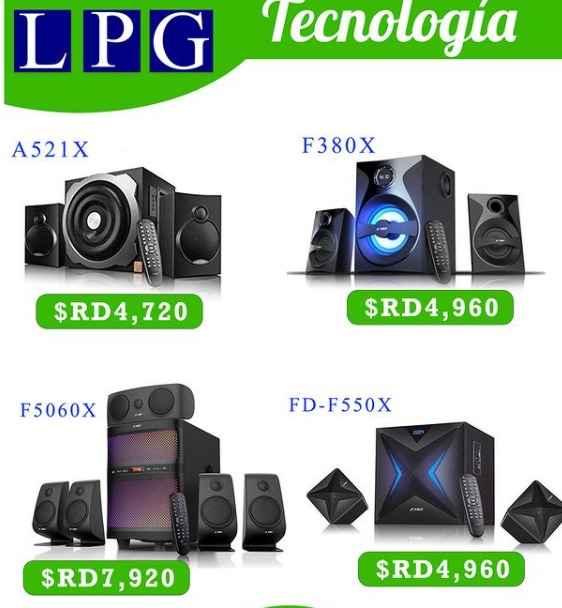 LPG
Tecnología
A521X
F380X
$RD4,720
$RD4,960
F5060X
FD-F550X
$RD7,920
$RD4,960